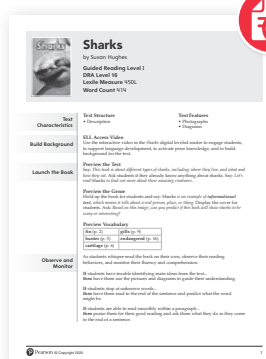 Sharks
Sharks
by Susan Hughes
Guided Reading Level I
DRA Level 16
Lexile Measure 450L
Word Count 474
Text
Characteristics
Text Structure
• Description
Text Features
• Photographs
• Diagrams
Build Background
ELL Access Video
Use the interactive video in the digital leveled reader to engage students,
to support language development, to activate prior knowledge, and to build
background for the text.
Launch the Book
Preview the Text
Say: This book is about different types of sharks, including where they live, and what and
how they eat. Ask students if they already know anything about sharks. Say: Let's
read Sharks to find out more about these amazing creatures.
Preview the Genre
Hold up the book for students and say: Sharks is an example of informational
text, which means it tells about a real person, place, or thing. Display the cover for
students. Ask: Based on this image, can you predict if this book will show sharks to be
scary or interesting?
Preview Vocabulary
fin (p. 2) gills (p. 9)
hunter (p. 5) endangered (p. 16)
cartilage (p. 6)
Observe and
Monitor
As students whisper-read the book on their own, observe their reading
behaviors, and monitor their fluency and comprehension.
If students have trouble identifying main ideas from the text...
then have them use the pictures and diagrams to guide their understanding.
If students stop at unknown words...
then have them read to the end of the sentence and predict what the word
might be.
If students are able to read smoothly within a paragraph...
then praise them for their good reading and ask them what they do as they come
to the end of a sentence.
Pearson © Copyright 2020
1